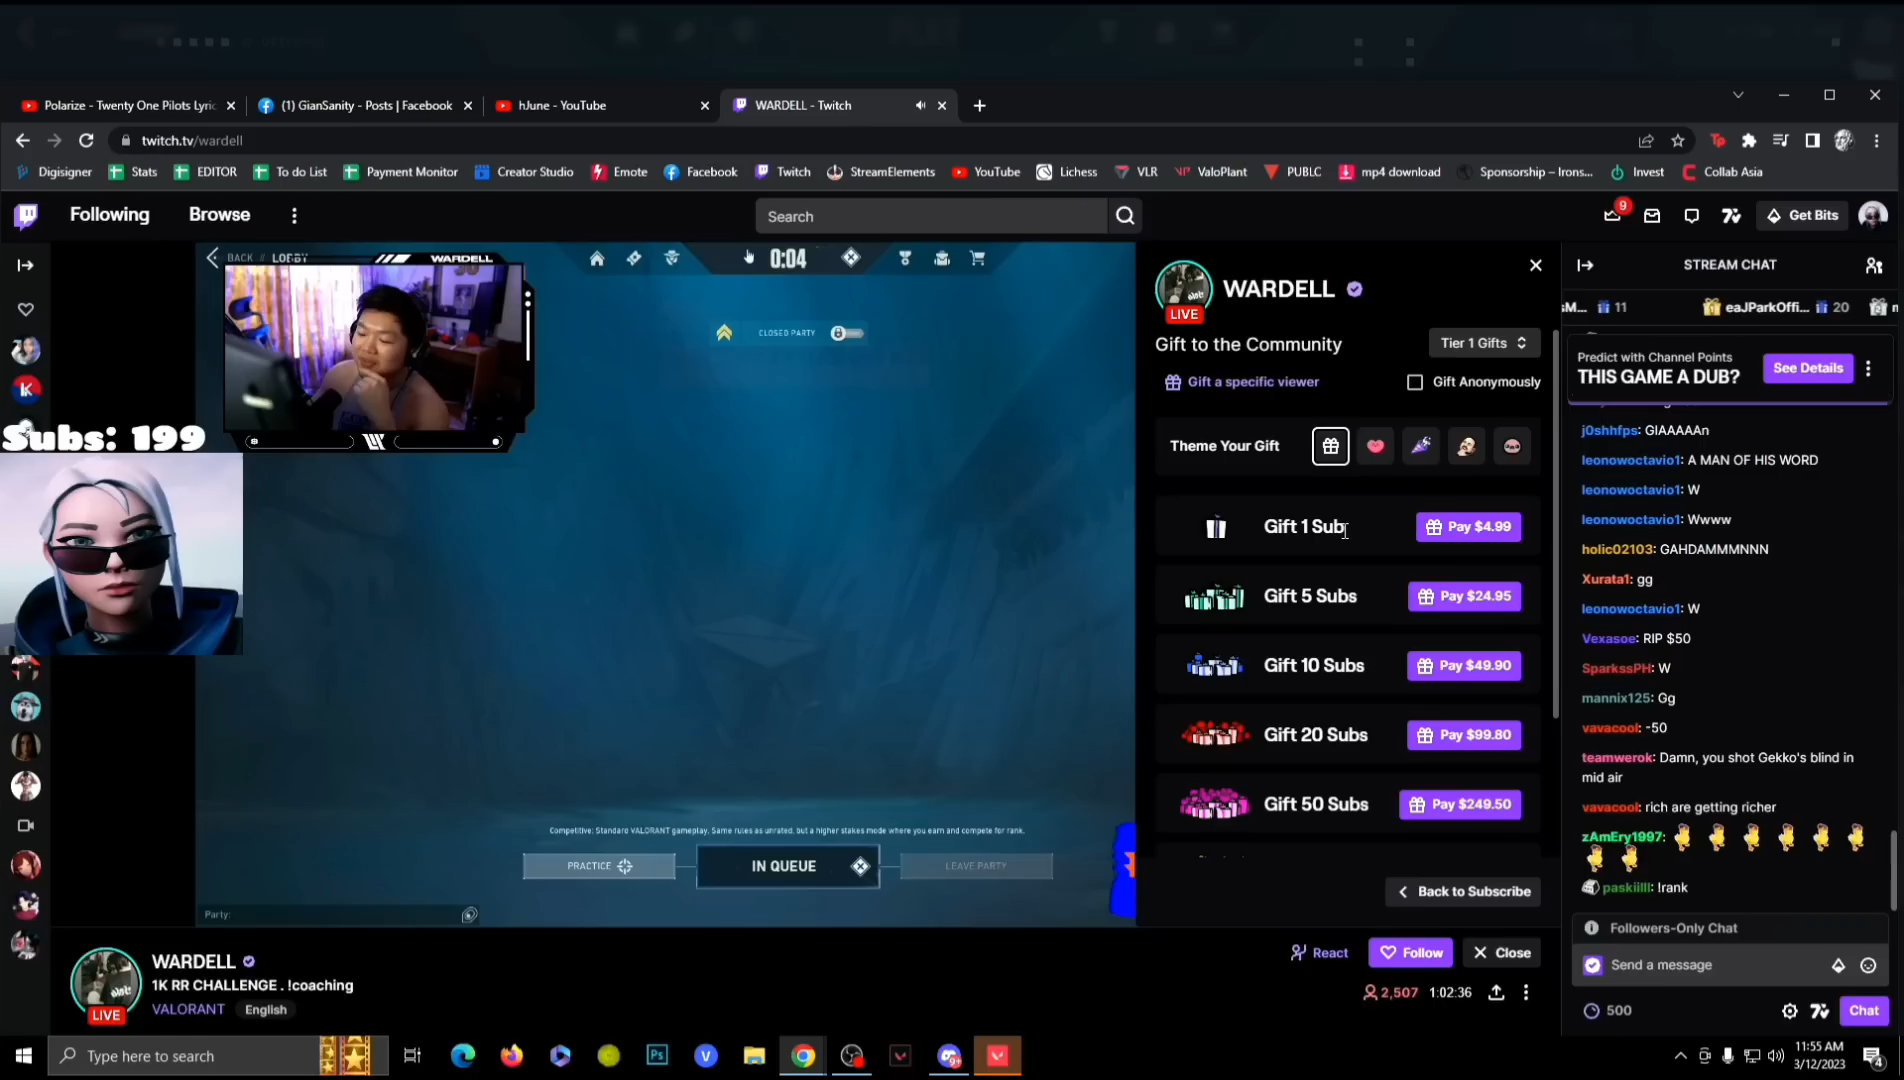 Polarize - Twenty One Pilots Lyric
(1) GianSanity - Posts | Facebook
hJune - YouTube
WARDELL - Twitch
twitch.tv/wardell
Digisigner
Stats
EDITOR
To do List
Payment Monitor
Creator Studio
Emote
Facebook
Twitch
StreamElements
YouTube
Lichess
VLR
ValoPlant
PUBLC
mp4 download
Sponsorship – Irons...
Invest
Collab Asia
Following
Browse
Search
9
Get Bits
BACK // LOBBY
WARDELL
0:04
CLOSED PARTY
Subs: 199
Competitive: Standard VALORANT gameplay. Same rules as unrated, but a higher stakes mode where you earn and compete for rank.
PRACTICE
IN QUEUE
LEAVE PARTY
Party:
WARDELL
LIVE
Gift to the Community
Tier 1 Gifts
Gift a specific viewer
Gift Anonymously
Theme Your Gift
Gift 1 Sub
Pay $4.99
Gift 5 Subs
Pay $24.95
Gift 10 Subs
Pay $49.90
Gift 20 Subs
Pay $99.80
Gift 50 Subs
Pay $249.50
Back to Subscribe
STREAM CHAT
sM... 11
eaJParkOffi... 20
Predict with Channel Points
THIS GAME A DUB?
See Details
j0shhfps: GIAAAAn
leonowoctavio1: A MAN OF HIS WORD
leonowoctavio1: W
leonowoctavio1: Wwww
holic02103: GAHDAMMMNNN
Xurata1: gg
leonowoctavio1: W
Vexasoe: RIP $50
SparkssPH: W
mannix125: Gg
vavacool: -50
teamwerok: Damn, you shot Gekko's blind in
mid air
vavacool: rich are getting richer
zAmEry1997:
paskiilll: !rank
Followers-Only Chat
Send a message
500
Chat
WARDELL
1K RR CHALLENGE . !coaching
VALORANT
English
LIVE
React
Follow
Close
2,507
1:02:36
Type here to search
11:55 AM
3/12/2023